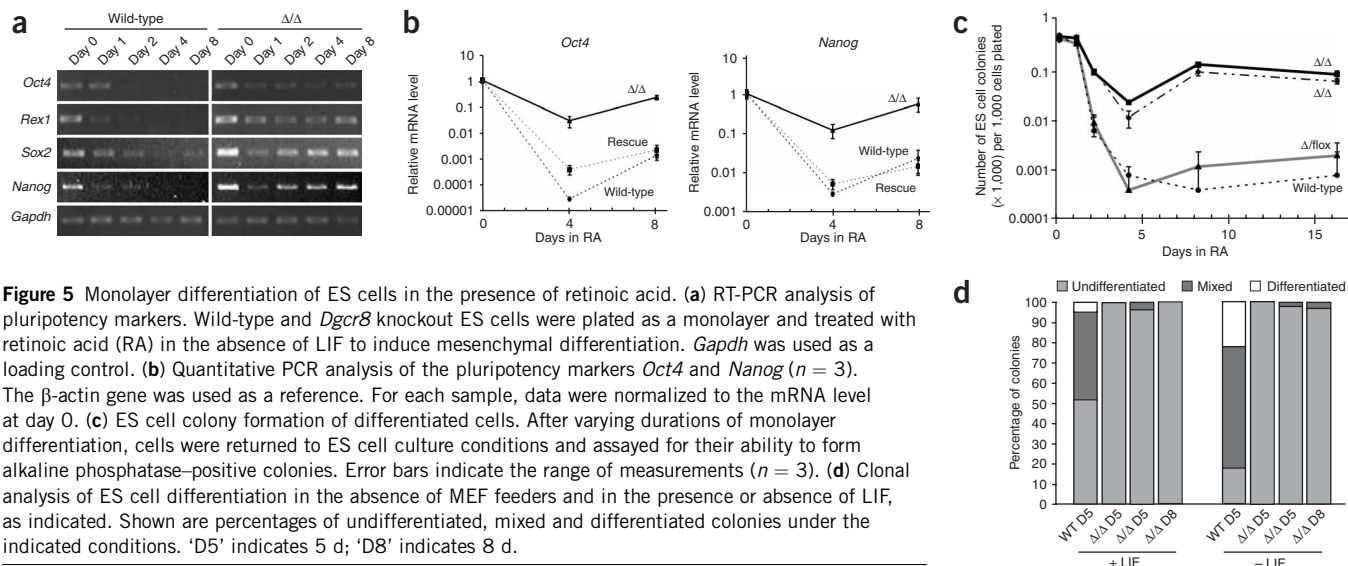 a
Wild-type
Δ/Δ
Day 0 Day 1 Day 2 Day 4 Day 8 Day 0 Day 1 Day 2 Day 4 Day 8
Oct4
Rex1
Sox2
Nanog
Gapdh
b
Oct4
Relative mRNA level
10
1
0.1
0.01
0.001
0.0001
0.00001
Δ/Δ
Rescue
Wild-type
0 4 8
Days in RA
Nanog
Relative mRNA level
10
1
0.1
0.01
0.001
Δ/Δ
Wild-type
Rescue
0 4 8
Days in RA
c
Number of ES cell colonies
(× 1,000) per 1,000 cells plated
1
0.1
0.01
0.001
0.0001
Δ/Δ
Δ/Δ
Δ/flox
Wild-type
0 5 10 15
Days in RA
Figure 5 Monolayer differentiation of ES cells in the presence of retinoic acid. (a) RT-PCR analysis of
pluripotency markers. Wild-type and Dgcr8 knockout ES cells were plated as a monolayer and treated with
retinoic acid (RA) in the absence of LIF to induce mesenchymal differentiation. Gapdh was used as a
loading control. (b) Quantitative PCR analysis of the pluripotency markers Oct4 and Nanog (n = 3).
The β-actin gene was used as a reference. For each sample, data were normalized to the mRNA level
at day 0. (c) ES cell colony formation of differentiated cells. After varying durations of monolayer
differentiation, cells were returned to ES cell culture conditions and assayed for their ability to form
alkaline phosphatase–positive colonies. Error bars indicate the range of measurements (n = 3). (d) Clonal
analysis of ES cell differentiation in the absence of MEF feeders and in the presence or absence of LIF,
as indicated. Shown are percentages of undifferentiated, mixed and differentiated colonies under the
indicated conditions. ‘D5’ indicates 5 d; ‘D8’ indicates 8 d.
d
Undifferentiated Mixed Differentiated
Percentage of colonies
100
90
80
70
60
50
40
30
20
10
0
WT D5 Δ/Δ D5 Δ/Δ D5 Δ/Δ D8 WT D5 Δ/Δ D5 Δ/Δ D5 Δ/Δ D8
+ LIF – LIF